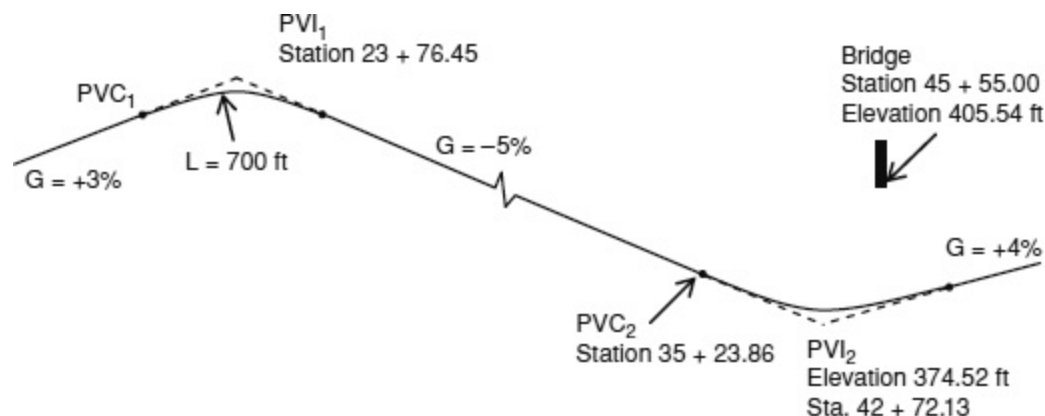 PVI₁
Station 23 + 76.45
PVC₁
L = 700 ft
G = +3%
G = −5%
Bridge
Station 45 + 55.00
Elevation 405.54 ft
G = +4%
PVC₂
Station 35 + 23.86
PVI₂
Elevation 374.52 ft
Sta. 42 + 72.13